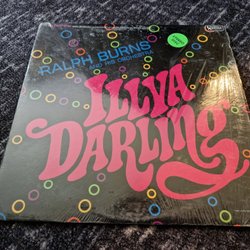 RALPH BURNS
AND HIS ORCHESTRA
ILLYA
DARLING